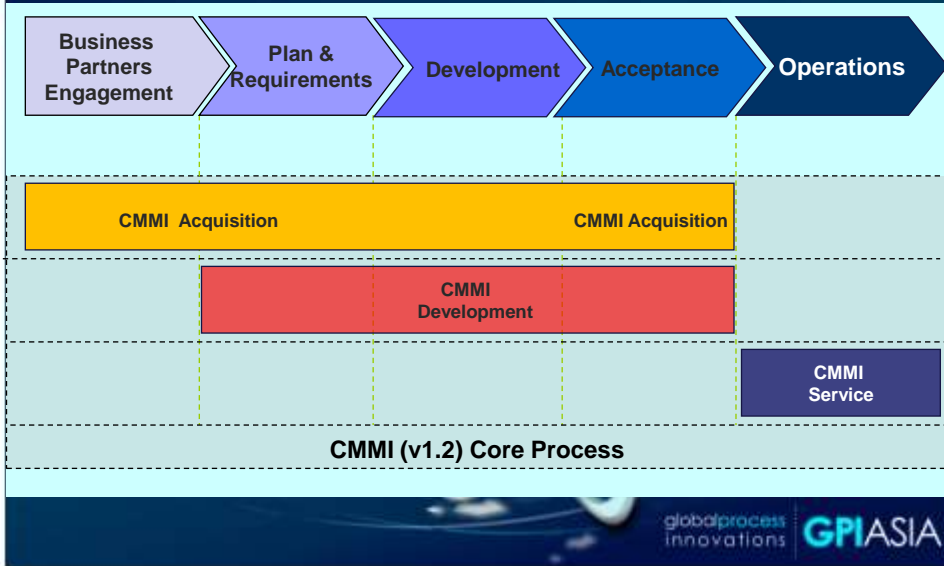 Business
Partners
Engagement
Plan &
Requirements
Development
Acceptance
Operations
CMMI Acquisition
CMMI Acquisition
CMMI
Development
CMMI
Service
CMMI (v1.2) Core Process
globalprocess
innovations
GPIASIA